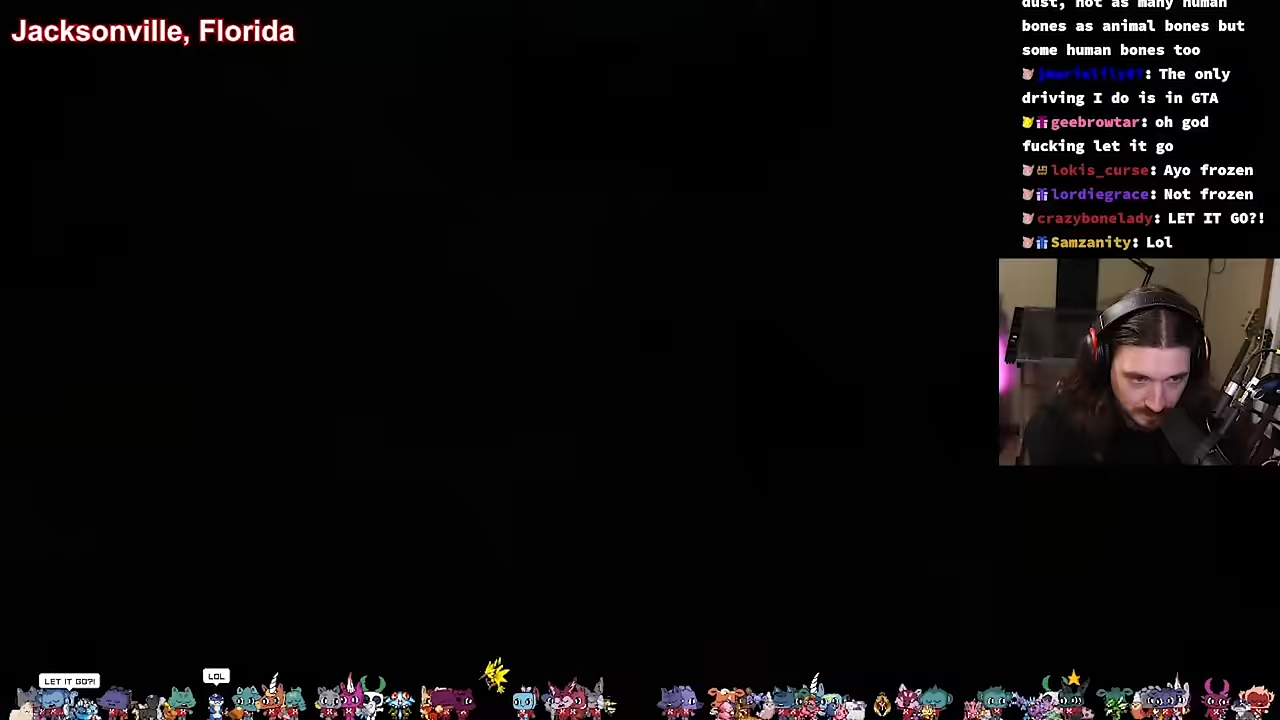 Jacksonville, Florida
dust, not as many human
bones as animal bones but
some human bones too
: The only
driving I do is in GTA
geebrowtar: oh god
fucking let it go
lokis_curse: Ayo frozen
lordiegrace: Not frozen
crazybonelady: LET IT GO?!
Samzanity: Lol
LET IT GO?!
LOL